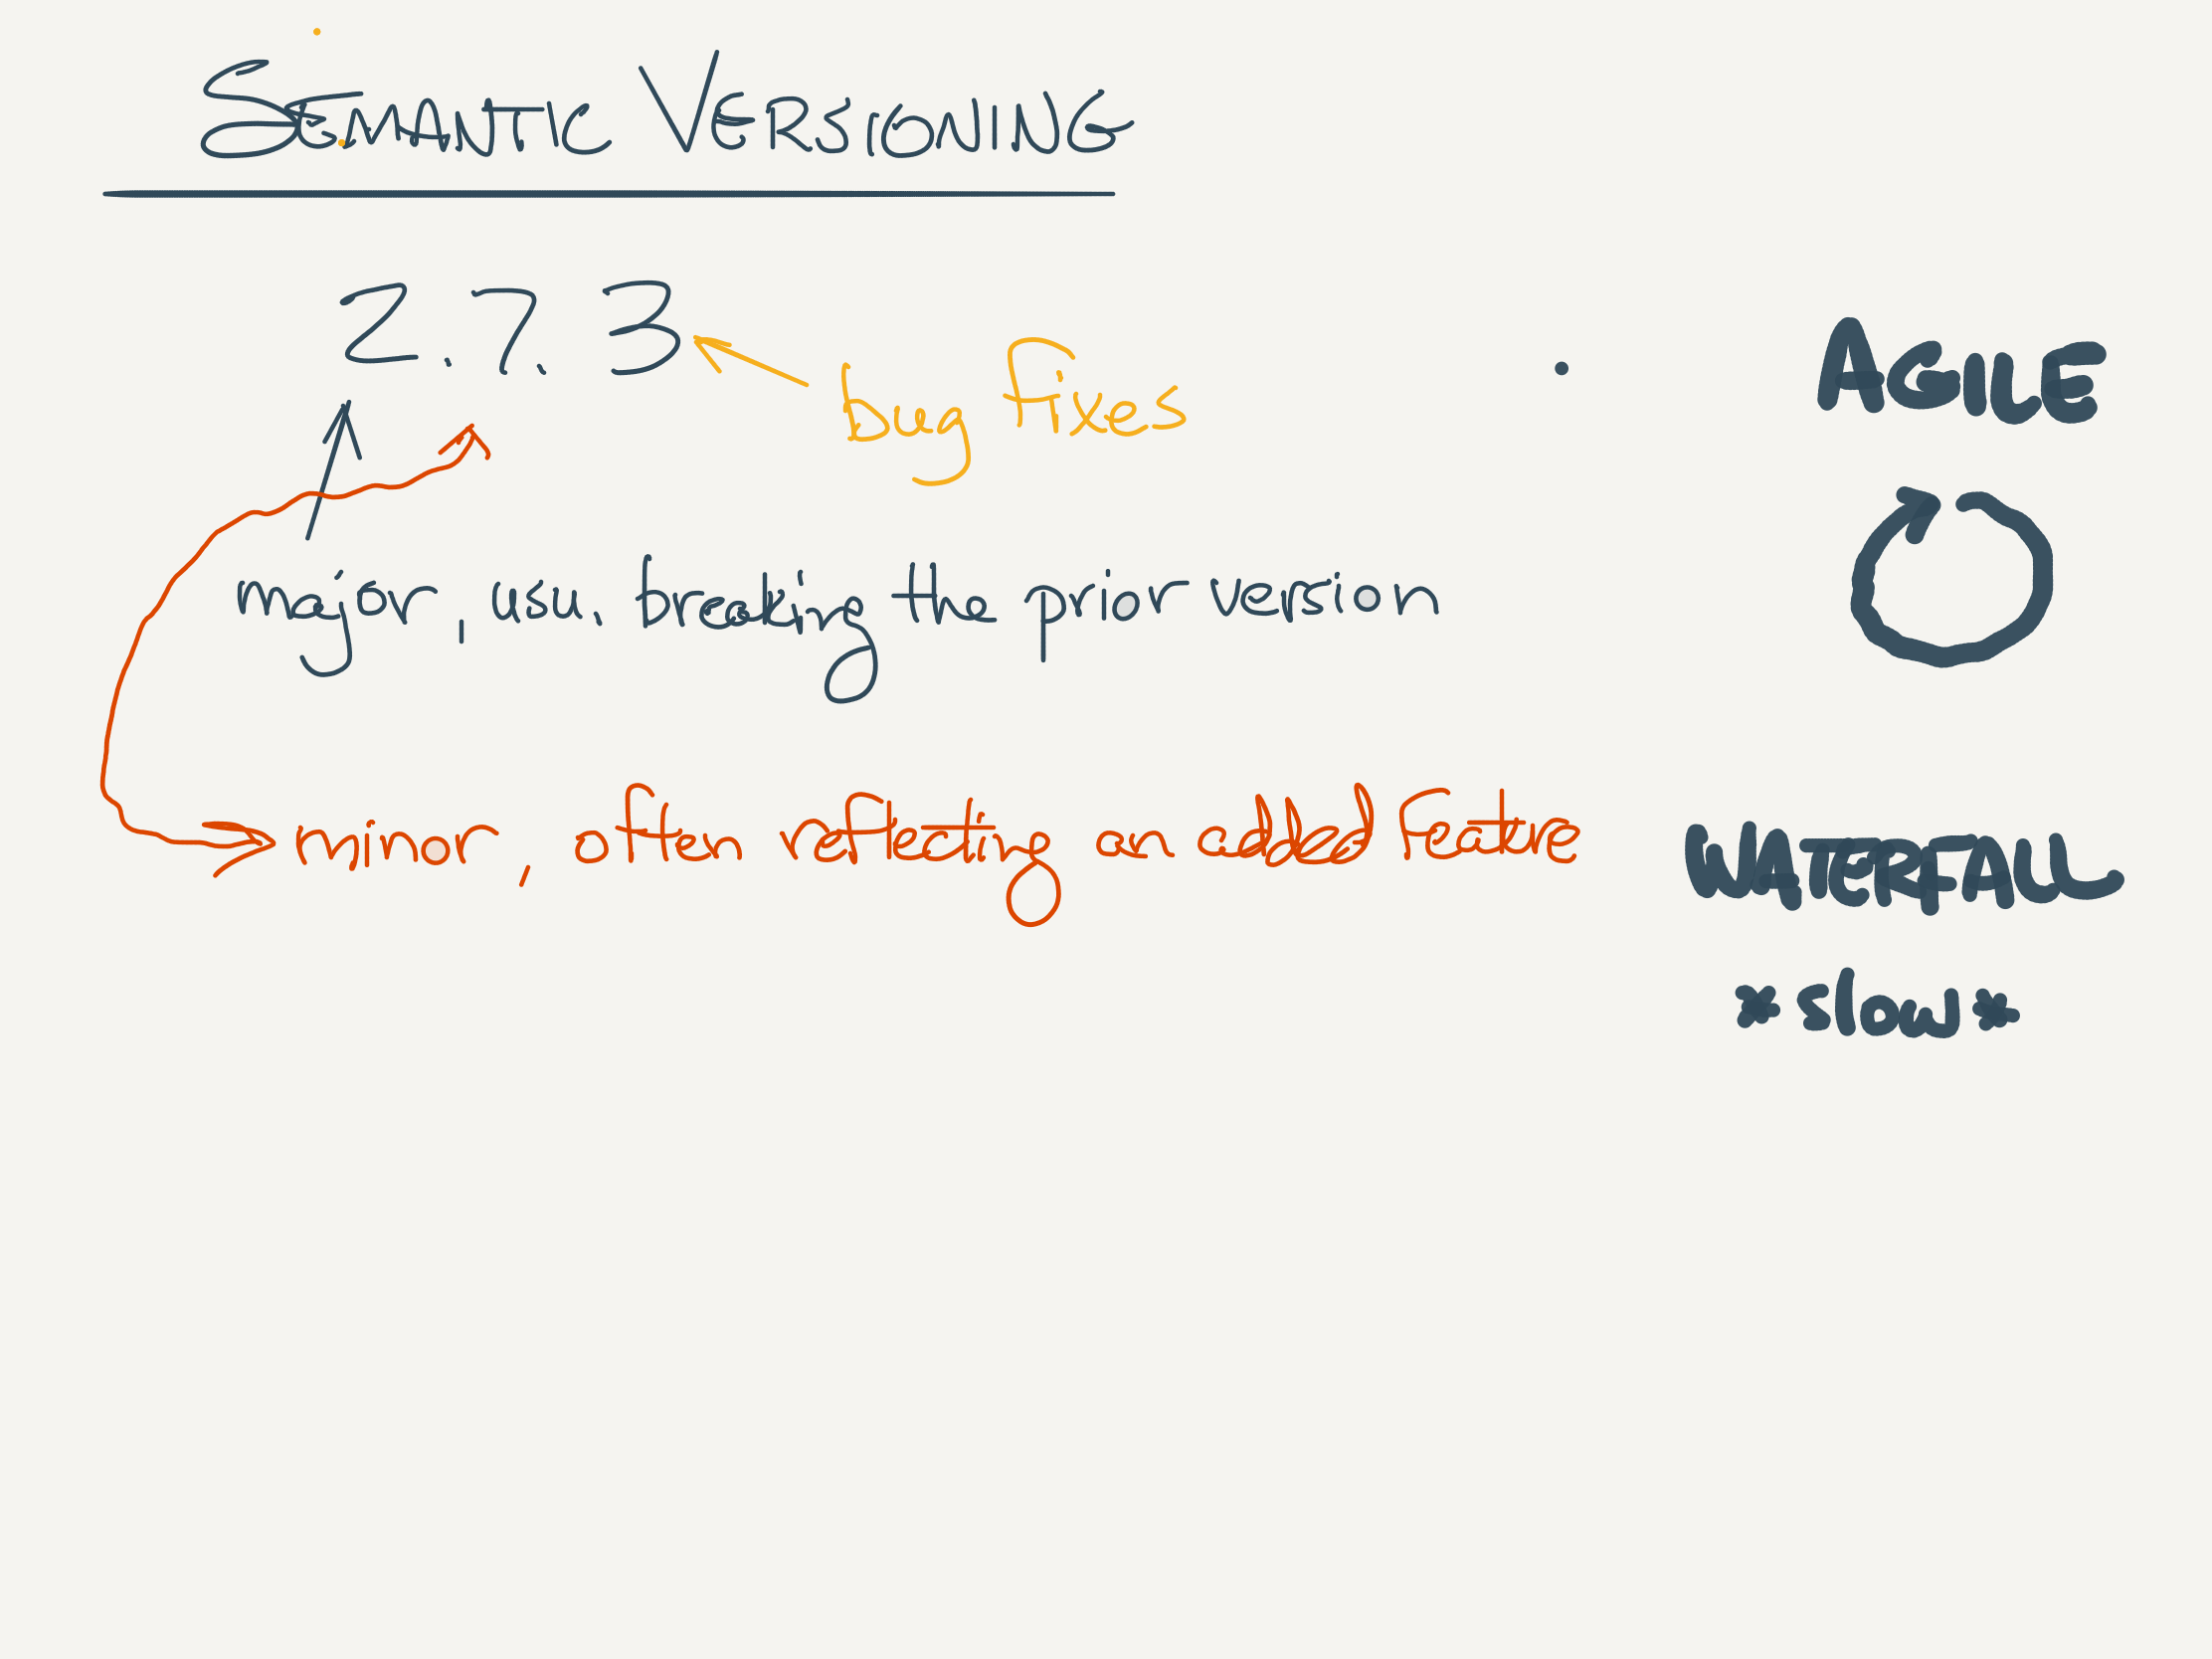 SEMANTIC VERSIONING
2.7.3
bug fixes
major, usu. breaking the prior version
minor, often reflecting an added feature
AGILE
WATERFALL
*slow*